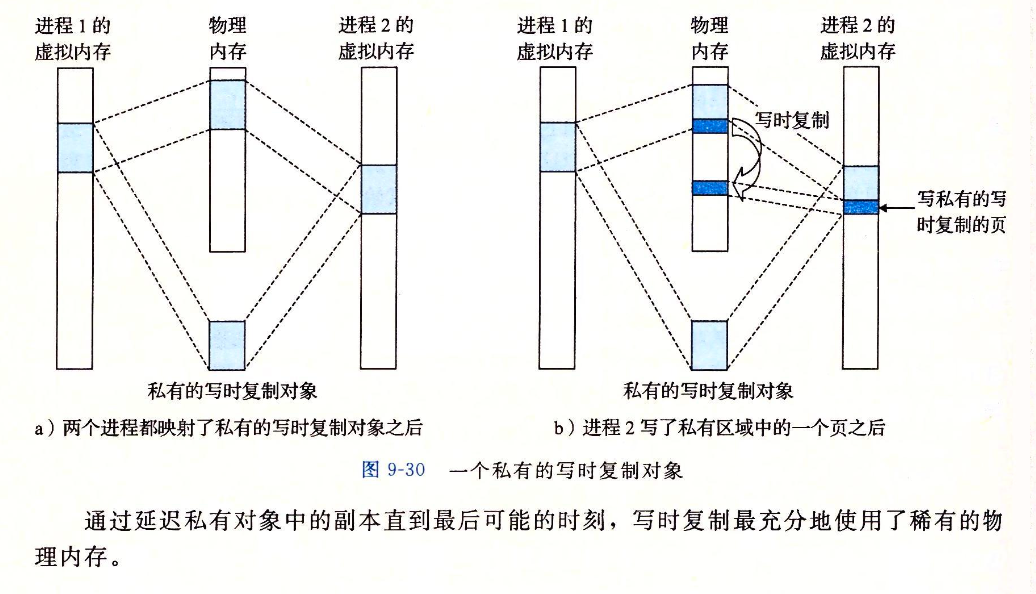 进程 1 的
虚拟内存
物理
内存
进程 2 的
虚拟内存
私有的写时复制对象
a）两个进程都映射了私有的写时复制对象之后
进程 1 的
虚拟内存
物理
内存
进程 2 的
虚拟内存
写时复制
写私有的写
时复制的页
私有的写时复制对象
b）进程 2 写了私有区域中的一个页之后
图 9-30 一个私有的写时复制对象
通过延迟私有对象中的副本直到最后可能的时刻，写时复制最充分地使用了稀有的物
理内存。